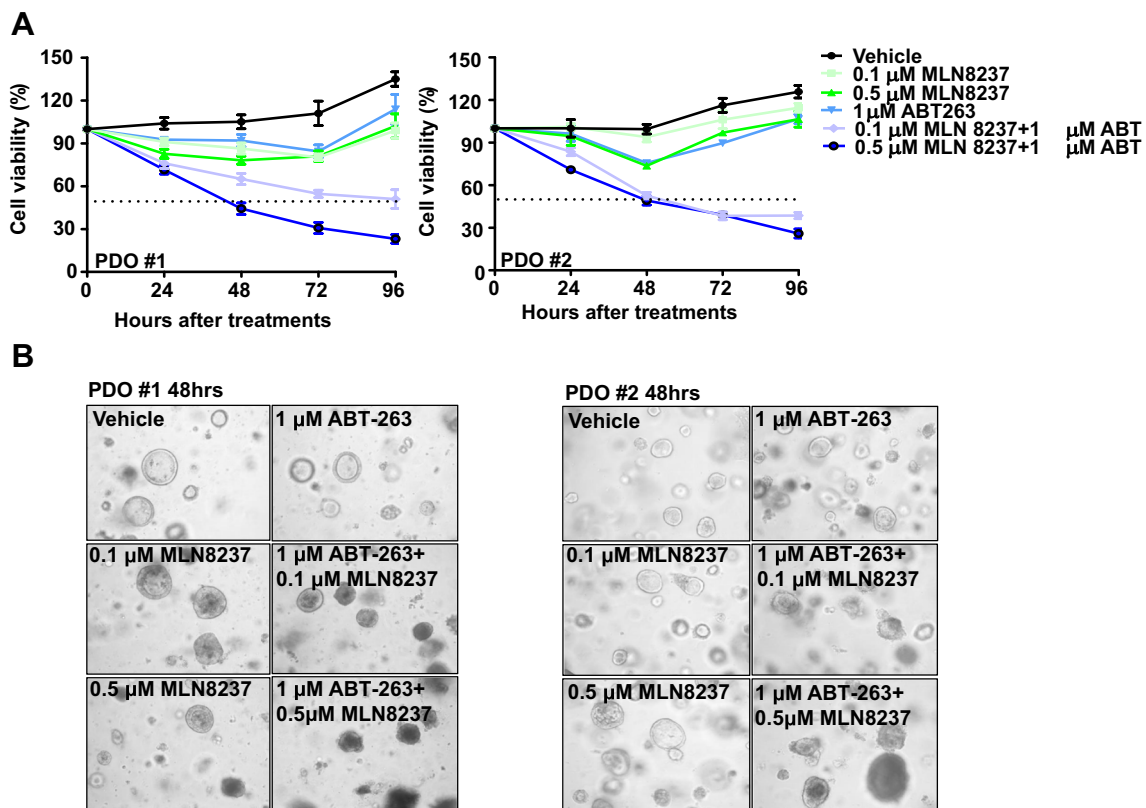 A
150
120
90
60
30
0
Cell viability (%)
PDO #1
0 24 48 72 96
Hours after treatments
150
120
90
60
30
0
Cell viability (%)
PDO #2
0 24 48 72 96
Hours after treatments
Vehicle
0.1 μM MLN8237
0.5 μM MLN8237
1μM ABT263
0.1 μM MLN 8237+1 μM ABT
0.5 μM MLN 8237+1 μM ABT
B
PDO #1 48hrs
Vehicle
1 μM ABT-263
0.1 μM MLN8237
1 μM ABT-263+
0.1 μM MLN8237
0.5 μM MLN8237
1 μM ABT-263+
0.5μM MLN8237
PDO #2 48hrs
Vehicle
1 μM ABT-263
0.1 μM MLN8237
1 μM ABT-263+
0.1 μM MLN8237
0.5 μM MLN8237
1 μM ABT-263+
0.5μM MLN8237